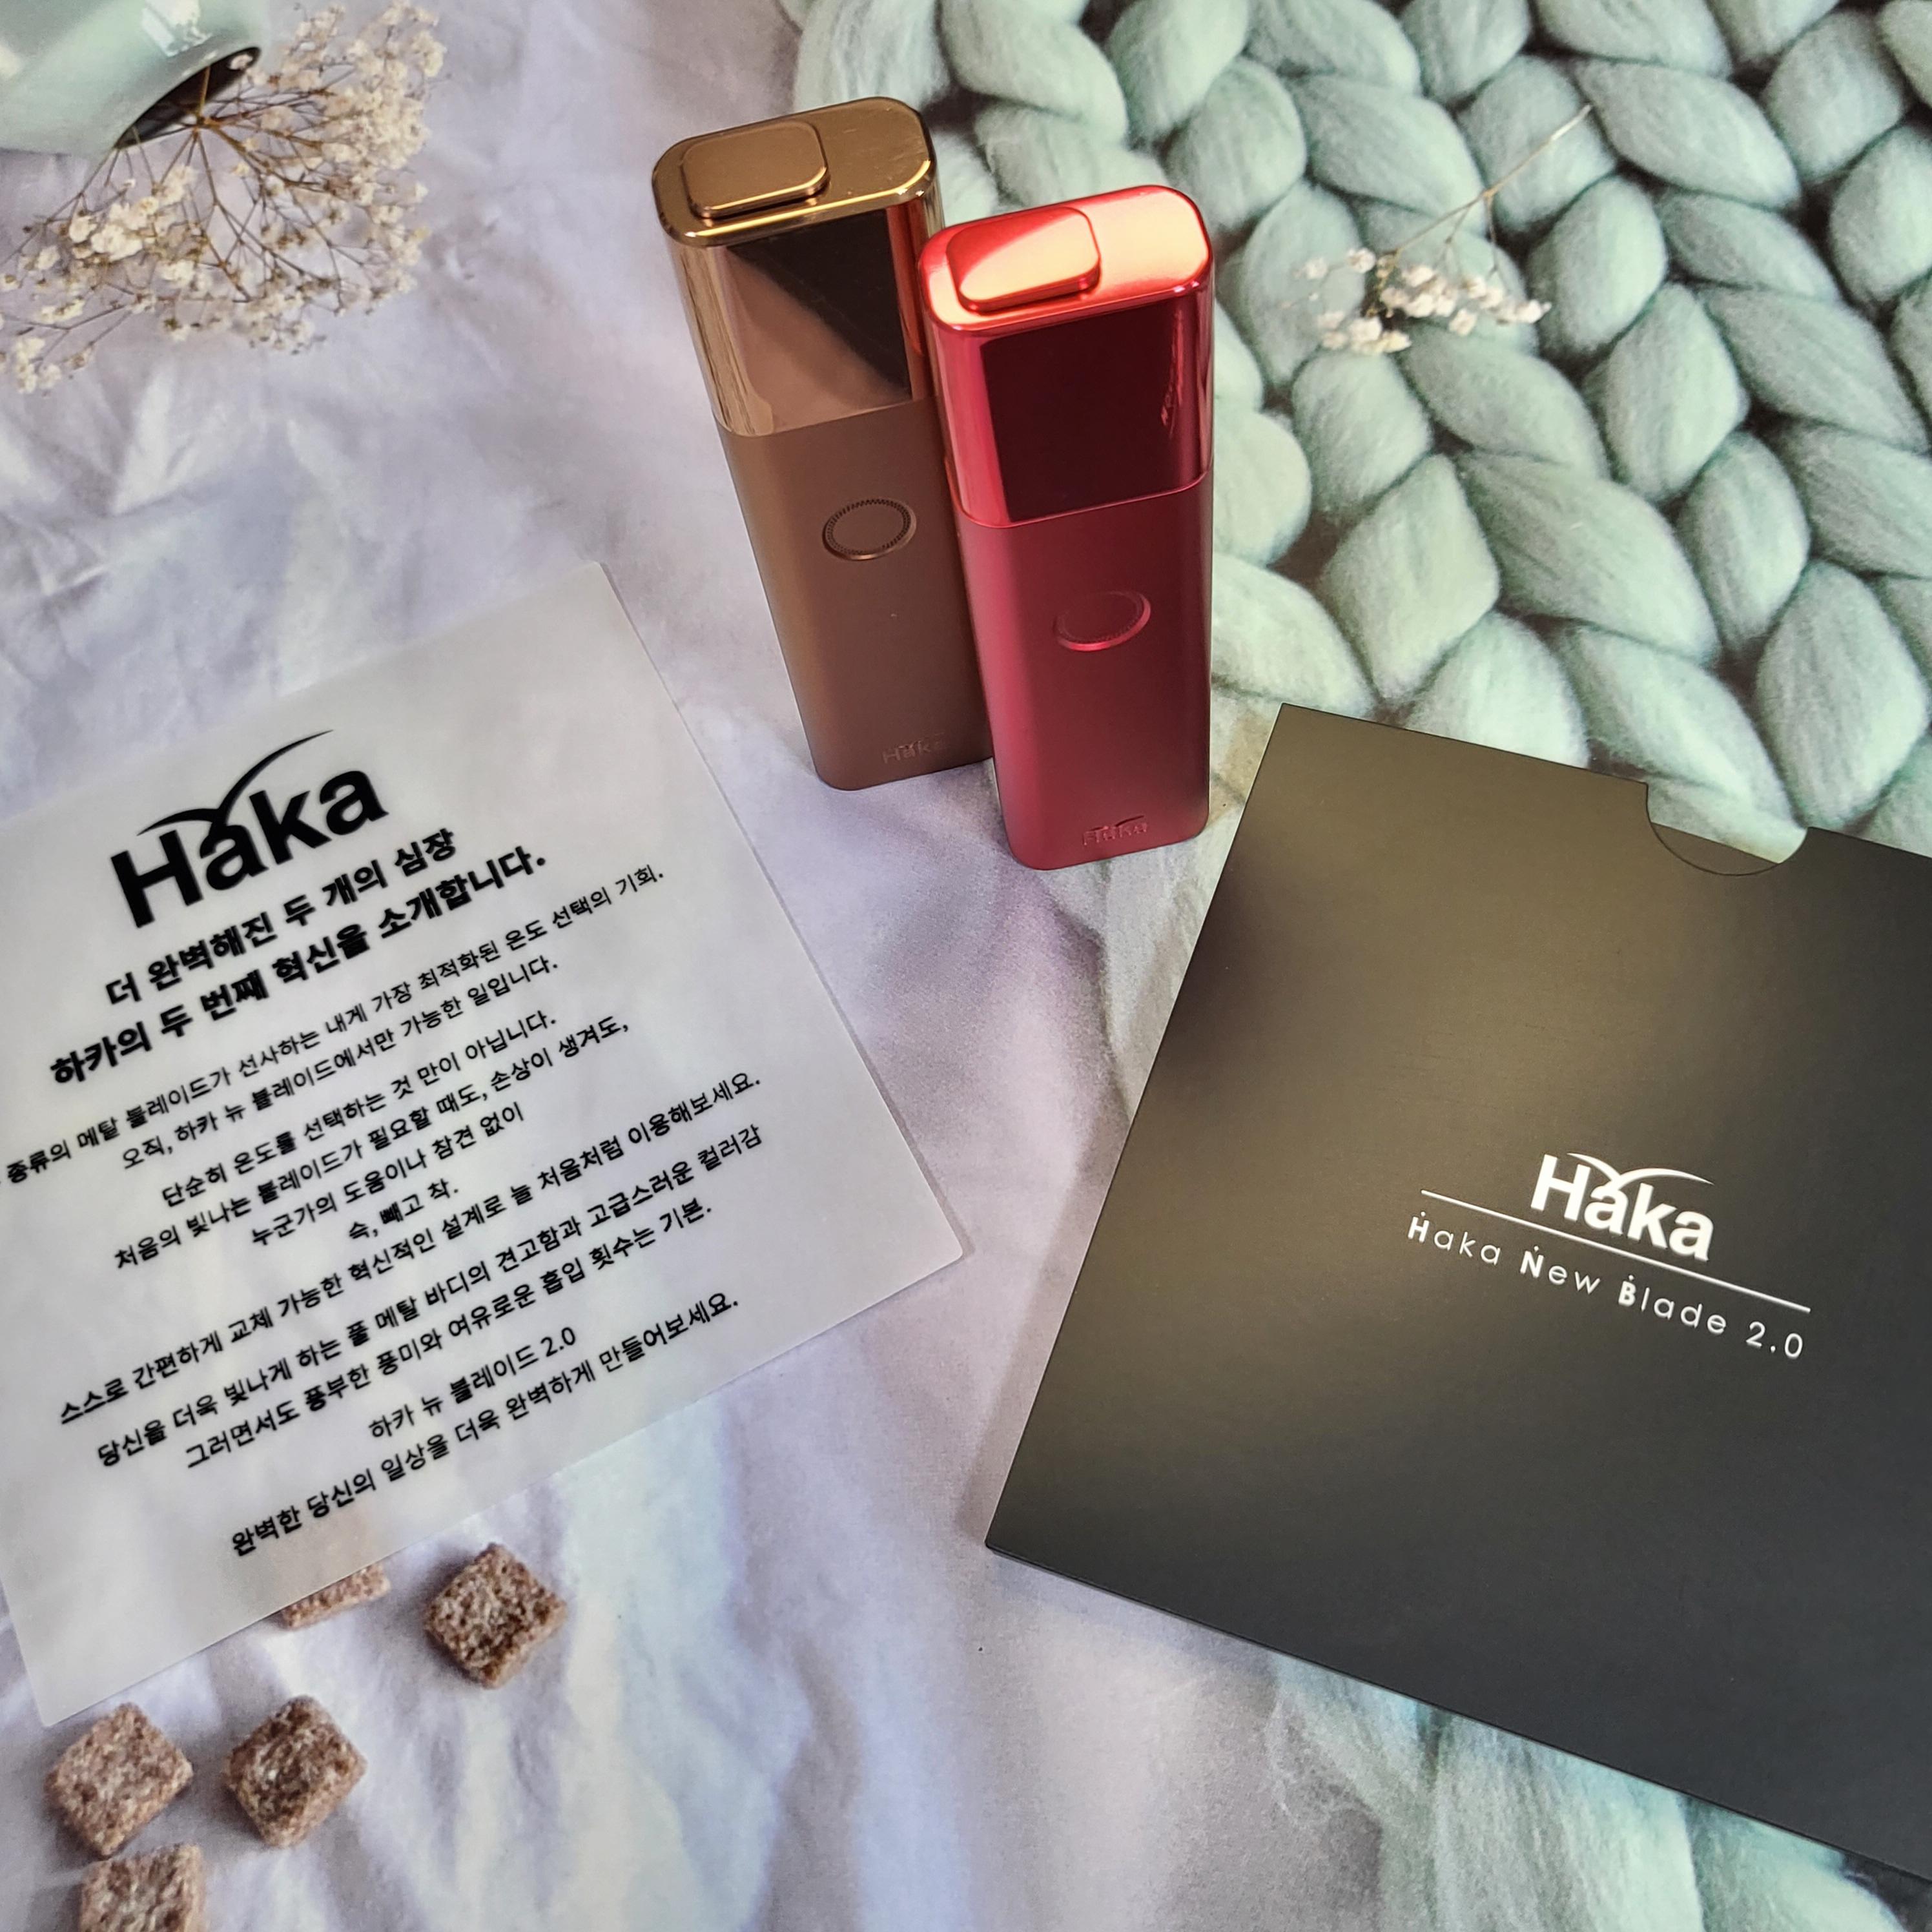 Haka
더 완벽해진 두 개의 심장
하카의 두 번째 혁신을 소개합니다.
종류의 메탈 블레이드가 선사하는 내게 가장 최적화된 온도 선택의 기회.
오직, 하카 뉴 블레이드에서만 가능한 일입니다.
단순히 온도를 선택하는 것 만이 아닙니다.
처음의 빛나는 블레이드가 필요할 때도, 손상이 생겨도,
누군가의 도움이나 참견 없이
슥, 빼고 착.
스스로 간편하게 교체 가능한 혁신적인 설계로 늘 처음처럼 이용해보세요.
당신을 더욱 빛나게 하는 풀 메탈 바디의 견고함과 고급스러운 컬러감
그러면서도 풍부한 풍미와 여유로운 흡입 횟수는 기본.
하카 뉴 블레이드 2.0
완벽한 당신의 일상을 더욱 완벽하게 만들어보세요.
Haka
Haka
Haka
Haka New Blade 2.0